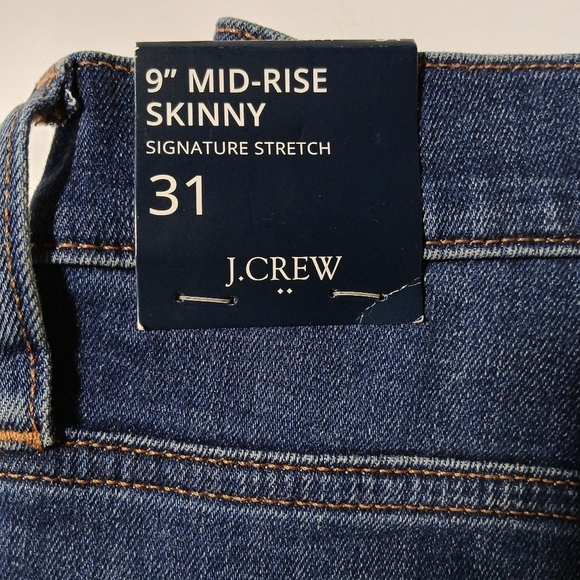 9” MID-RISE
SKINNY
SIGNATURE STRETCH
31
J.CREW